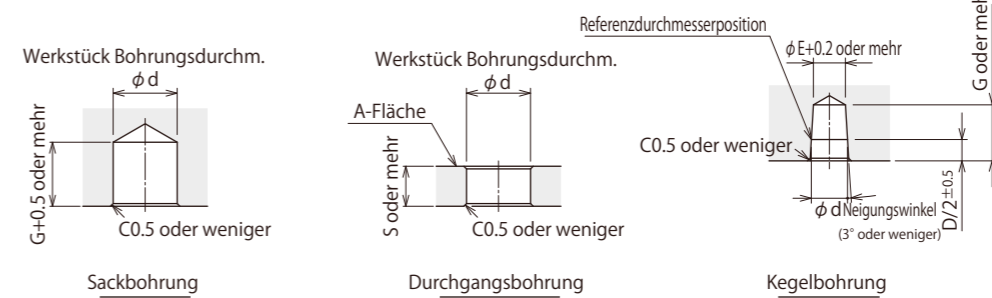 Werkstück Bohrungsdurchm.
ϕd
G+0.5 oder mehr
C0.5 oder weniger
Sackbohrung
Werkstück Bohrungsdurchm.
ϕd
A-Fläche
S oder mehr
C0.5 oder weniger
Durchgangsbohrung
Referenzdurchmesserposition
ϕE+0.2 oder mehr
G oder
C0.5 oder weniger
D/2±0.5
ϕd Neigungswinkel
(3° oder weniger)
Kegelbohrung